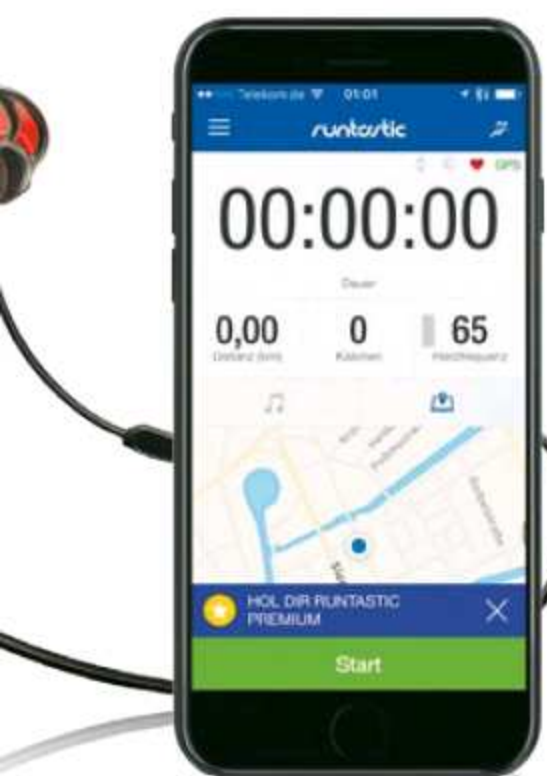 Telekom.de 01:01
runtastic
GPS
00:00:00
Dauer
0,00 0 65
Distanz (km) Kalorien Herzfrequenz
HOL DIR RUNTASTIC
PREMIUM
Start